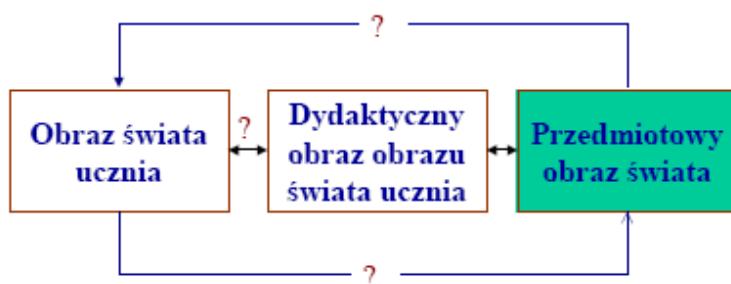 ?
Obraz świata
ucznia
?
Dydaktyczny
obraz obrazu
świata ucznia
Przedmiotowy
obraz świata
?